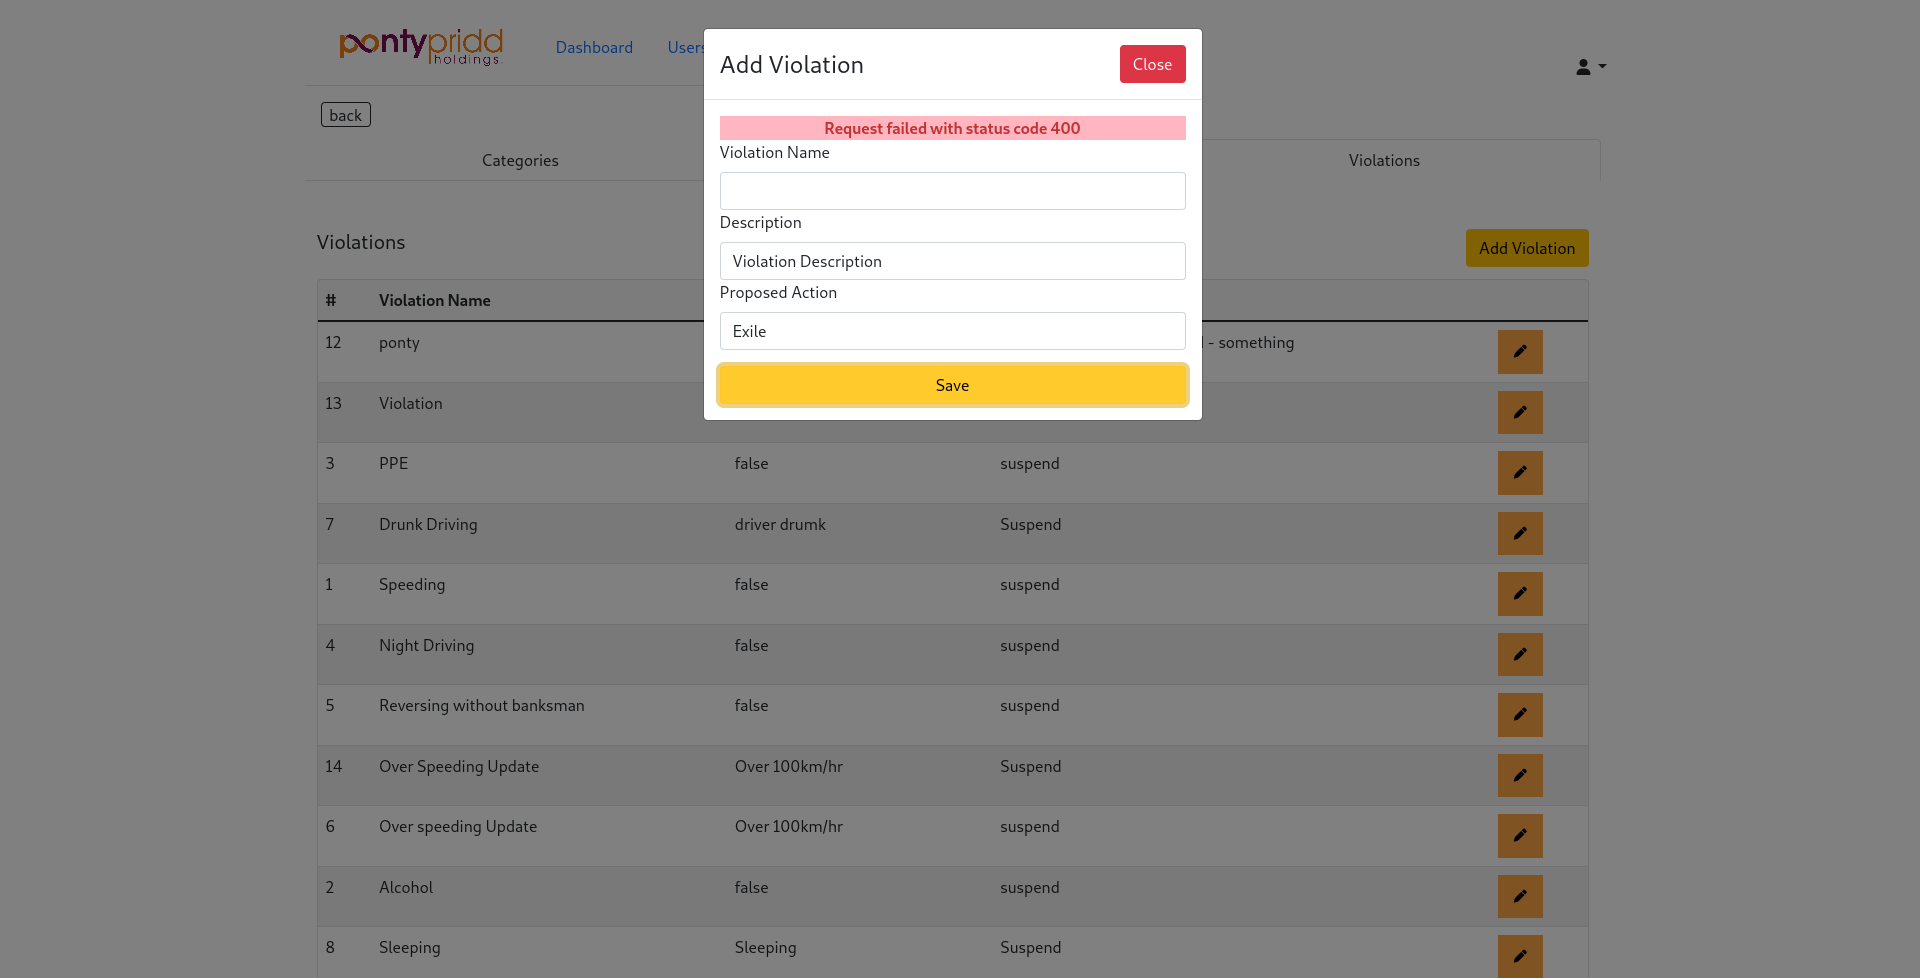 pontypridd
holdings.
Dashboard
Users
back
Categories
Violations
Violations
Add Violation
# Violation Name
12 ponty - something
13 Violation
3 PPE false suspend
7 Drunk Driving driver drumk Suspend
1 Speeding false suspend
4 Night Driving false suspend
5 Reversing without banksman false suspend
14 Over Speeding Update Over 100km/hr Suspend
6 Over speeding Update Over 100km/hr suspend
2 Alcohol false suspend
8 Sleeping Sleeping Suspend
Add Violation
Close
Request failed with status code 400
Violation Name
Description
Violation Description
Proposed Action
Exile
Save